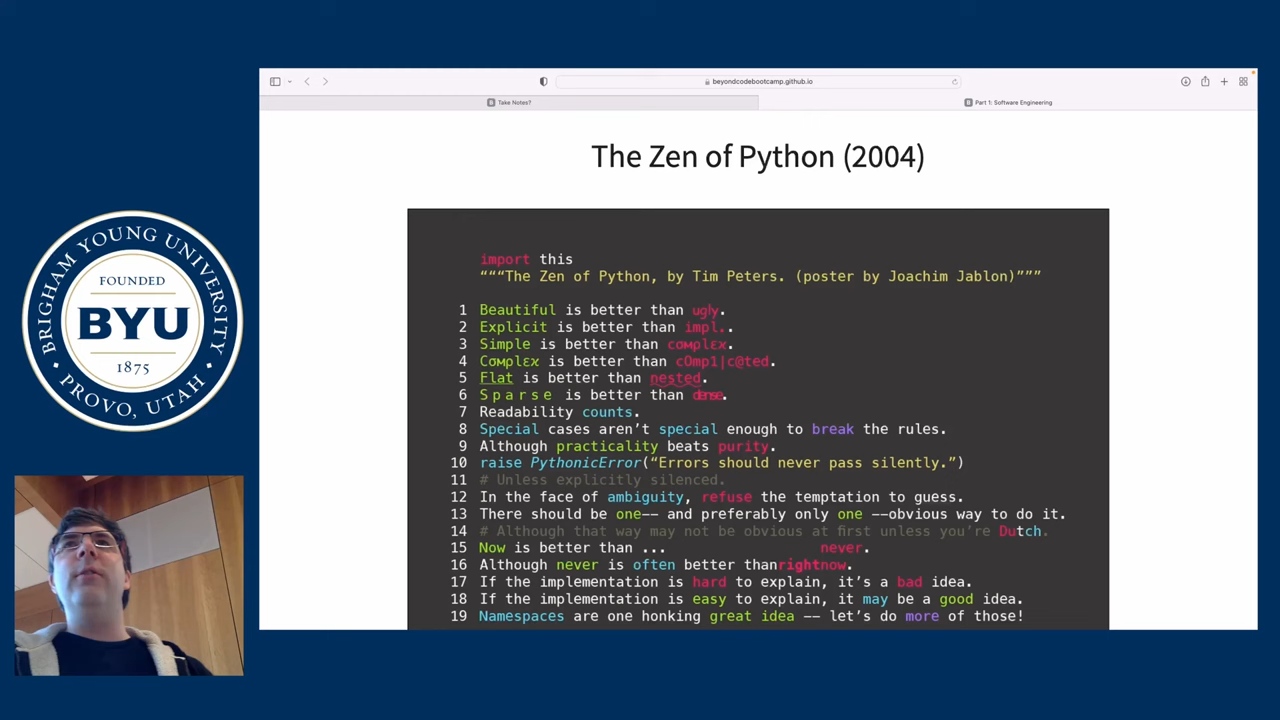 beyondcodebootcamp.github.io
Take Notes?
Part 1: Software Engineering
The Zen of Python (2004)
import this
“““The Zen of Python, by Tim Peters. (poster by Joachim Jablon)”””
1 Beautiful is better than ugly.
2 Explicit is better than impl..
3 Simple is better than coмplεx.
4 Coмplεx is better than c0mp1|c@ted.
5 Flat is better than nested.
6 S p a r s e is better than dense.
7 Readability counts.
8 Special cases aren’t special enough to break the rules.
9 Although practicality beats purity.
10 raise PythonicError(“Errors should never pass silently.”)
11 # Unless explicitly silenced.
12 In the face of ambiguity, refuse the temptation to guess.
13 There should be one-- and preferably only one --obvious way to do it.
14 # Although that way may not be obvious at first unless you’re Dutch.
15 Now is better than ... never.
16 Although never is often better than rightnow.
17 If the implementation is hard to explain, it’s a bad idea.
18 If the implementation is easy to explain, it may be a good idea.
19 Namespaces are one honking great idea -- let’s do more of those!
BRIGHAM YOUNG UNIVERSITY
FOUNDED
BYU
1875
PROVO, UTAH